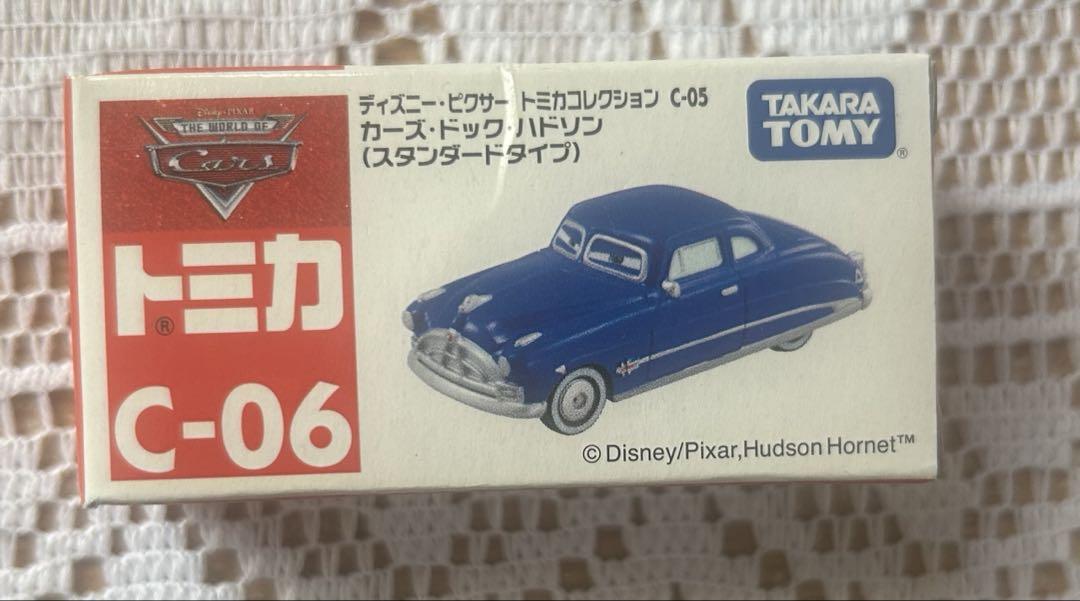 Disney·PIXAR
THE WORLD OF
Cars
トミカ®
C-06
ディズニー・ピクサー トミカコレクション C-05
カーズ・ドック・ハドソン
(スタンダードタイプ)
TAKARA
TOMY®
©Disney/Pixar,Hudson Hornet™